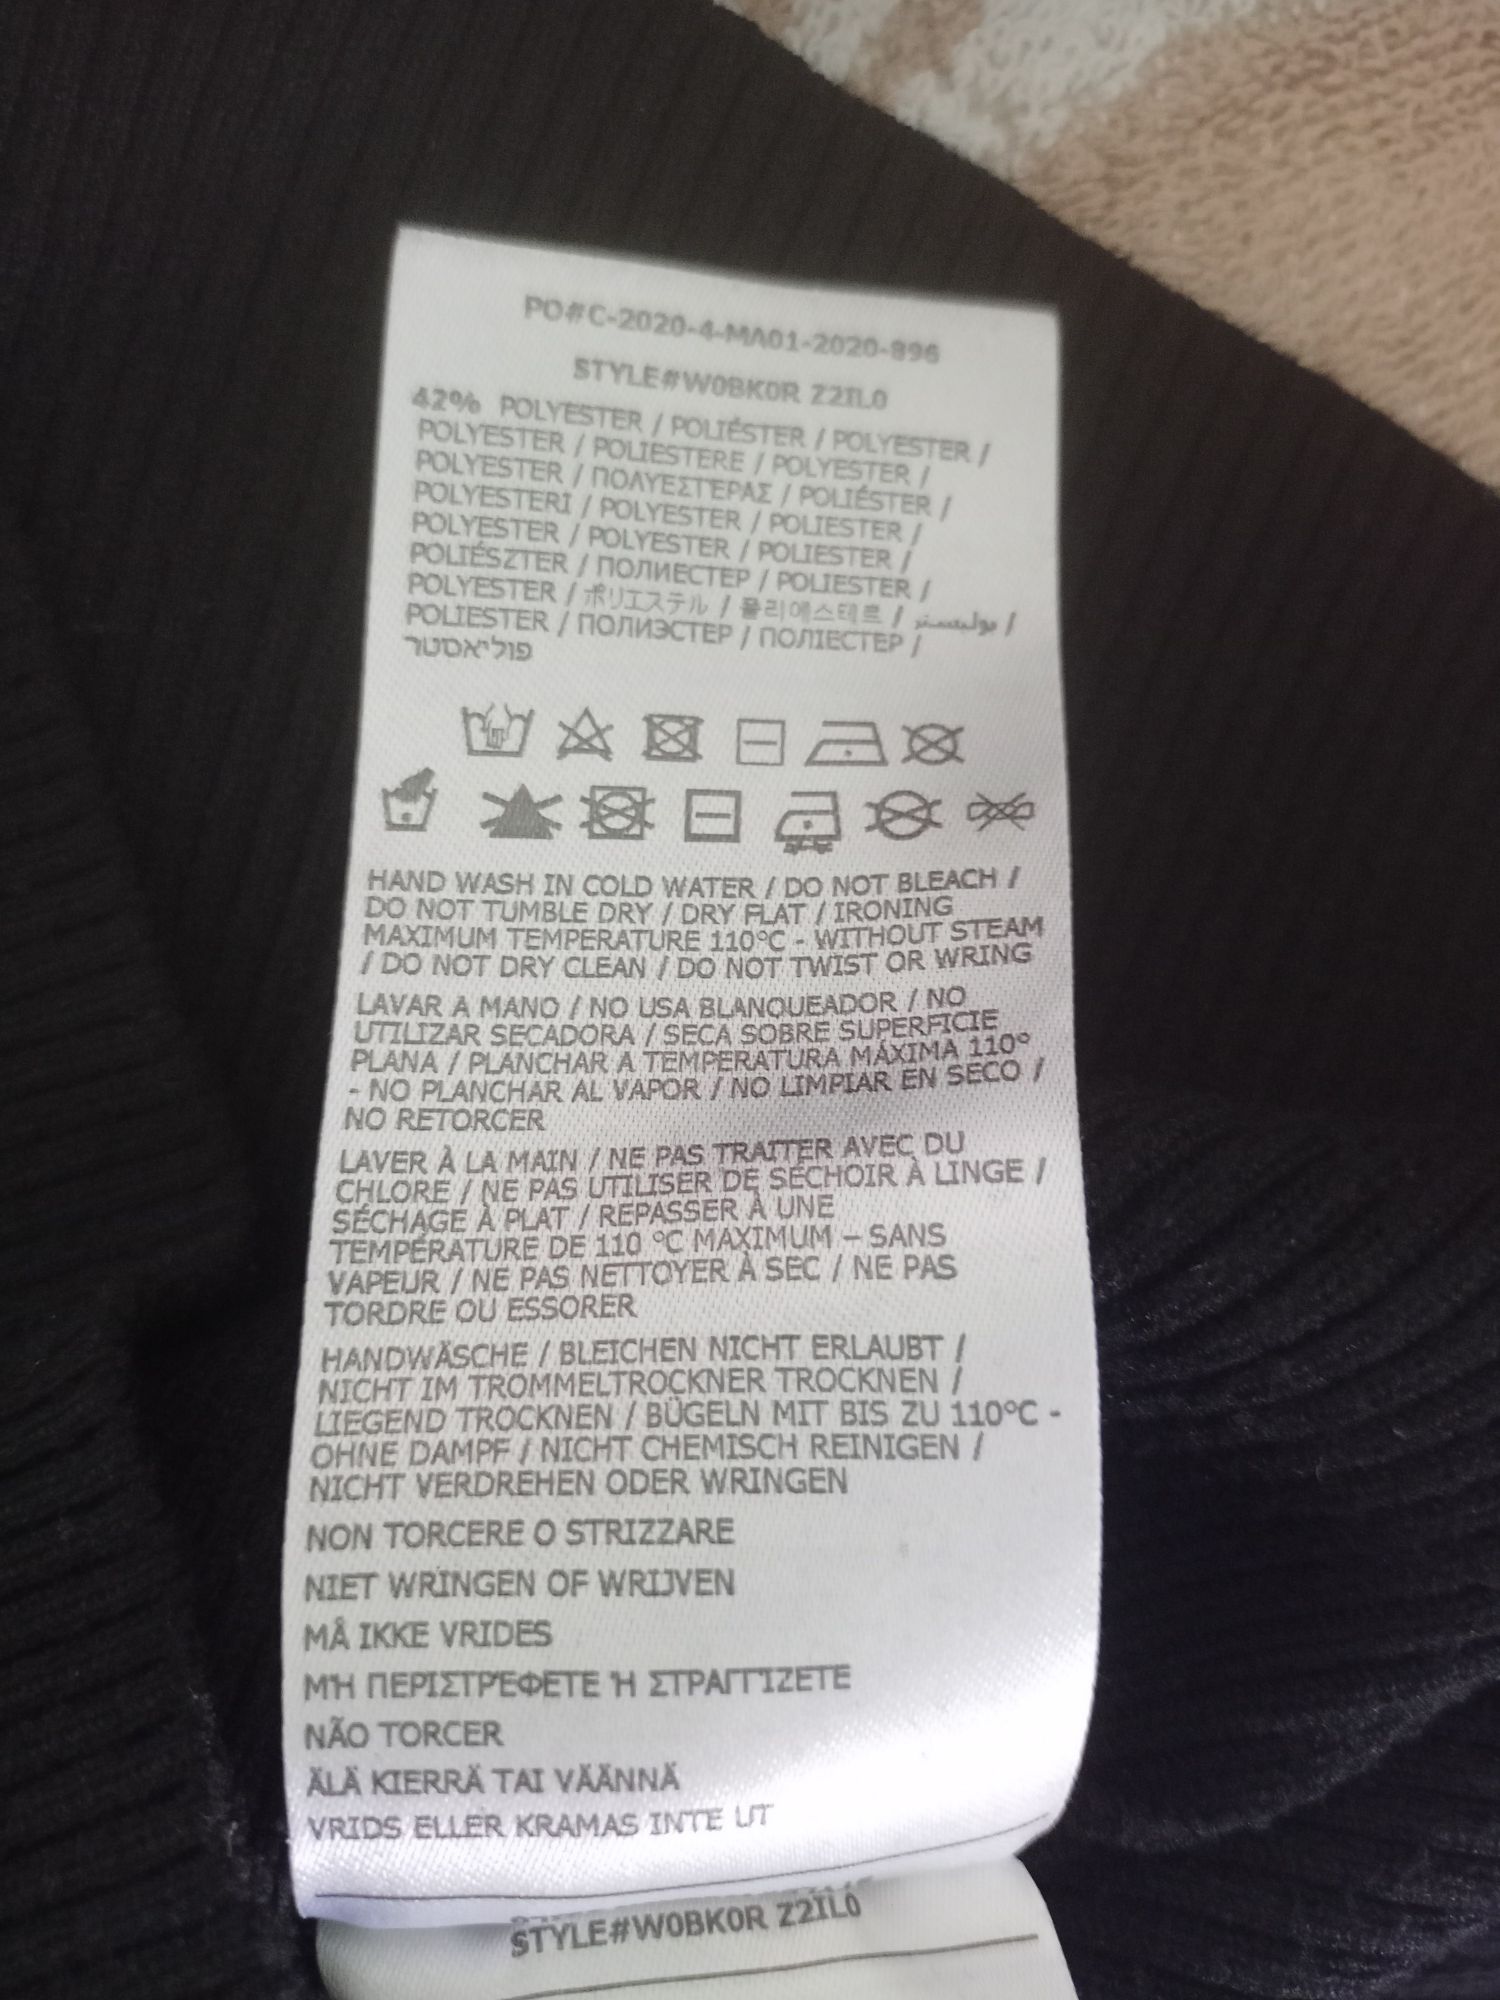 PO#C-2020-4-MA01-2020-896
STYLE#W0BK0R Z2IL0
42% POLYESTER / POLIÉSTER / POLYESTER /
POLYESTER / POLIESTERE / POLYESTER /
POLYESTER / ΠΟΛΥΕΣΤΈΡΑΣ / POLIÉSTER /
POLYESTERI / POLYESTER / POLIESTER /
POLYESTER / POLYESTER / POLIESTER /
POLIÉSZTER / ПОЛИЕСТЕР / POLIESTER /
POLYESTER / ポリエステル / 폴리에스테르 / بوليستر /
POLIESTER / ПОЛИЭСТЕР / ПОЛІЕСТЕР /
פוליאסטר
HAND WASH IN COLD WATER / DO NOT BLEACH /
DO NOT TUMBLE DRY / DRY FLAT / IRONING
MAXIMUM TEMPERATURE 110°C - WITHOUT STEAM
/ DO NOT DRY CLEAN / DO NOT TWIST OR WRING
LAVAR A MANO / NO USA BLANQUEADOR / NO
UTILIZAR SECADORA / SECA SOBRE SUPERFICIE
PLANA / PLANCHAR A TEMPERATURA MÁXIMA 110°
- NO PLANCHAR AL VAPOR / NO LIMPIAR EN SECO /
NO RETORCER
LAVER À LA MAIN / NE PAS TRAITER AVEC DU
CHLORE / NE PAS UTILISER DE SÉCHOIR À LINGE /
SÉCHAGE À PLAT / REPASSER À UNE
TEMPÉRATURE DE 110 °C MAXIMUM – SANS
VAPEUR / NE PAS NETTOYER À SEC / NE PAS
TORDRE OU ESSORER
HANDWÄSCHE / BLEICHEN NICHT ERLAUBT /
NICHT IM TROMMELTROCKNER TROCKNEN /
LIEGEND TROCKNEN / BÜGELN MIT BIS ZU 110°C -
OHNE DAMPF / NICHT CHEMISCH REINIGEN /
NICHT VERDREHEN ODER WRINGEN
NON TORCERE O STRIZZARE
NIET WRINGEN OF WRIJVEN
MÅ IKKE VRIDES
ΜΉ ΠΕΡΙΣΤΡΈΦΕΤΕ Ή ΣΤΡΑΓΓΊΖΕΤΕ
NÃO TORCER
ÄLÄ KIERRÄ TAI VÄÄNNÄ
VRIDS ELLER KRAMAS INTE UT
STYLE#W0BK0R Z2IL0